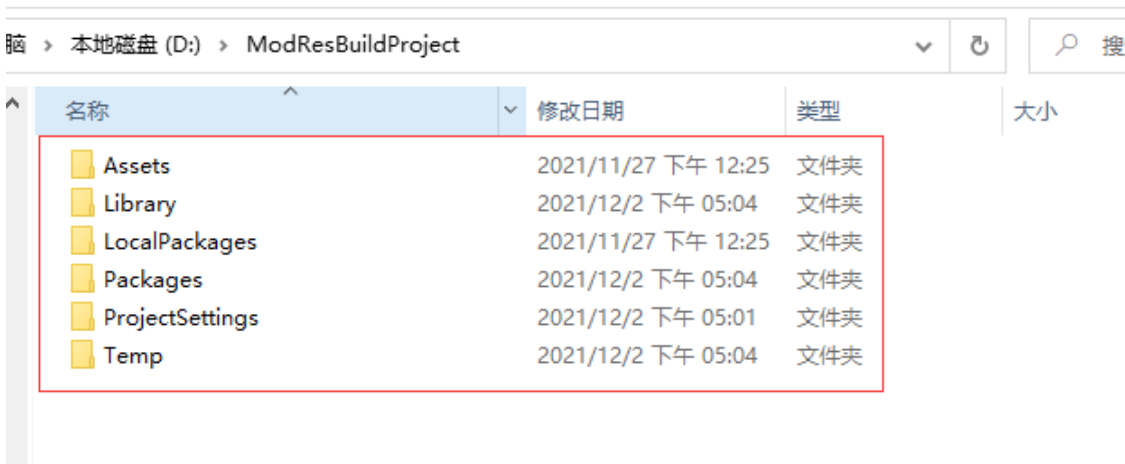 脑 › 本地磁盘 (D:) › ModResBuildProject 搜
名称 修改日期 类型 大小
Assets 2021/11/27 下午 12:25 文件夹
Library 2021/12/2 下午 05:04 文件夹
LocalPackages 2021/11/27 下午 12:25 文件夹
Packages 2021/12/2 下午 05:04 文件夹
ProjectSettings 2021/12/2 下午 05:01 文件夹
Temp 2021/12/2 下午 05:04 文件夹